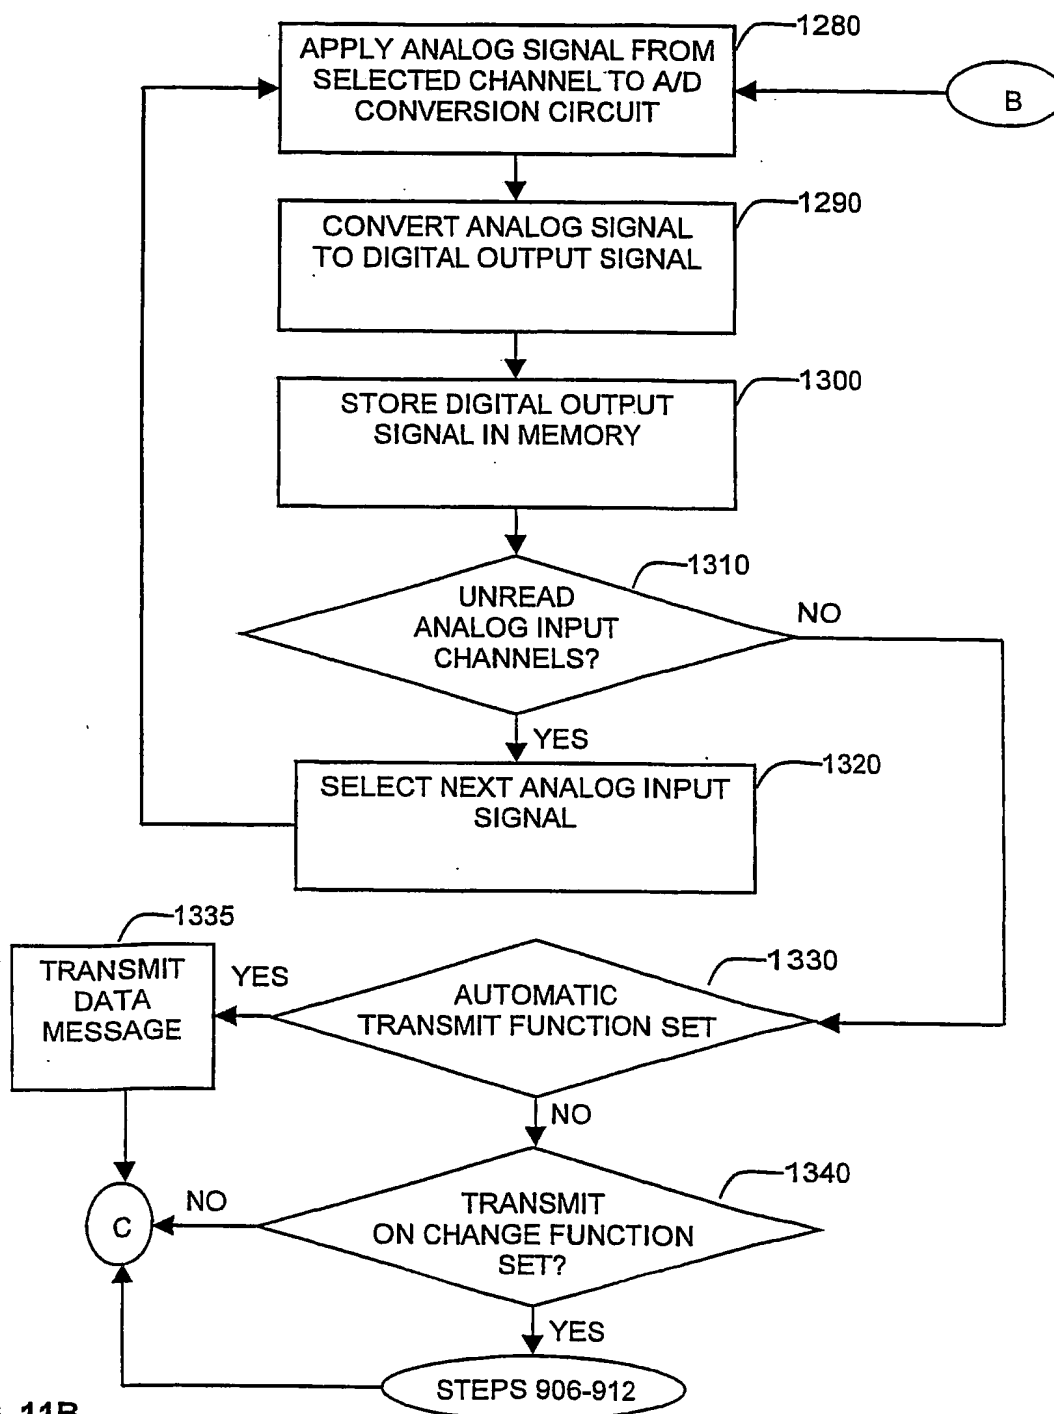 1280
APPLY ANALOG SIGNAL FROM
SELECTED CHANNEL TO A/D
CONVERSION CIRCUIT
B
1290
CONVERT ANALOG SIGNAL
TO DIGITAL OUTPUT SIGNAL
1300
STORE DIGITAL OUTPUT
SIGNAL IN MEMORY
1310
UNREAD
ANALOG INPUT
CHANNELS?
NO
YES
1320
SELECT NEXT ANALOG INPUT
SIGNAL
1335
TRANSMIT
DATA
MESSAGE
YES
1330
AUTOMATIC
TRANSMIT FUNCTION SET
NO
1340
TRANSMIT
ON CHANGE FUNCTION
SET?
NO
C
YES
STEPS 906-912
11B